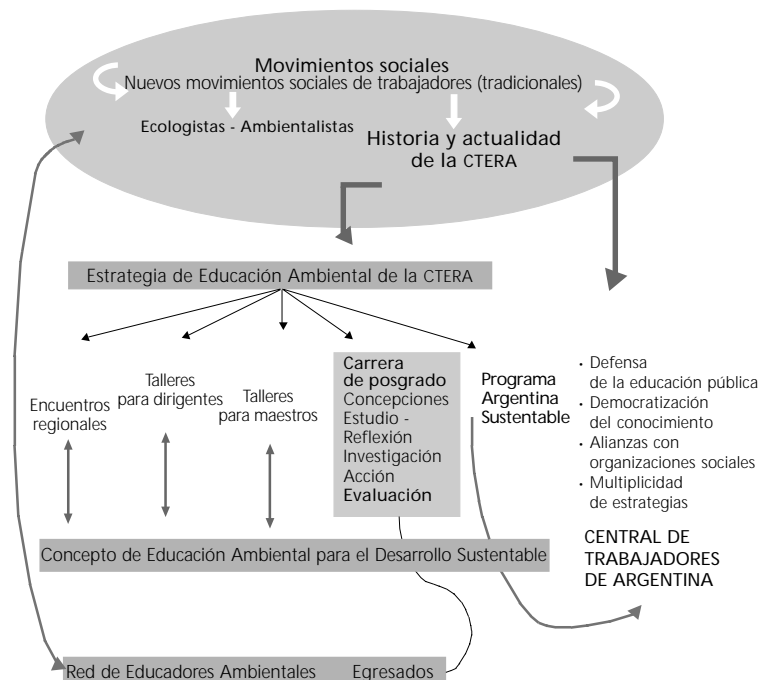 Movimientos sociales
Nuevos movimientos sociales de trabajadores (tradicionales)
Ecologistas - Ambientalistas
Historia y actualidad
de la CTERA
Estrategia de Educación Ambiental de la CTERA
Encuentros
regionales
Talleres
para dirigentes
Talleres
para maestros
Carrera
de posgrado
Concepciones
Estudio -
Reflexión
Investigación
Acción
Evaluación
Programa
Argentina
Sustentable
· Defensa
de la educación pública
· Democratización
del conocimiento
· Alianzas con
organizaciones sociales
· Multiplicidad
de estrategias
CENTRAL DE
TRABAJADORES
DE ARGENTINA
Concepto de Educación Ambiental para el Desarrollo Sustentable
Red de Educadores Ambientales Egresados